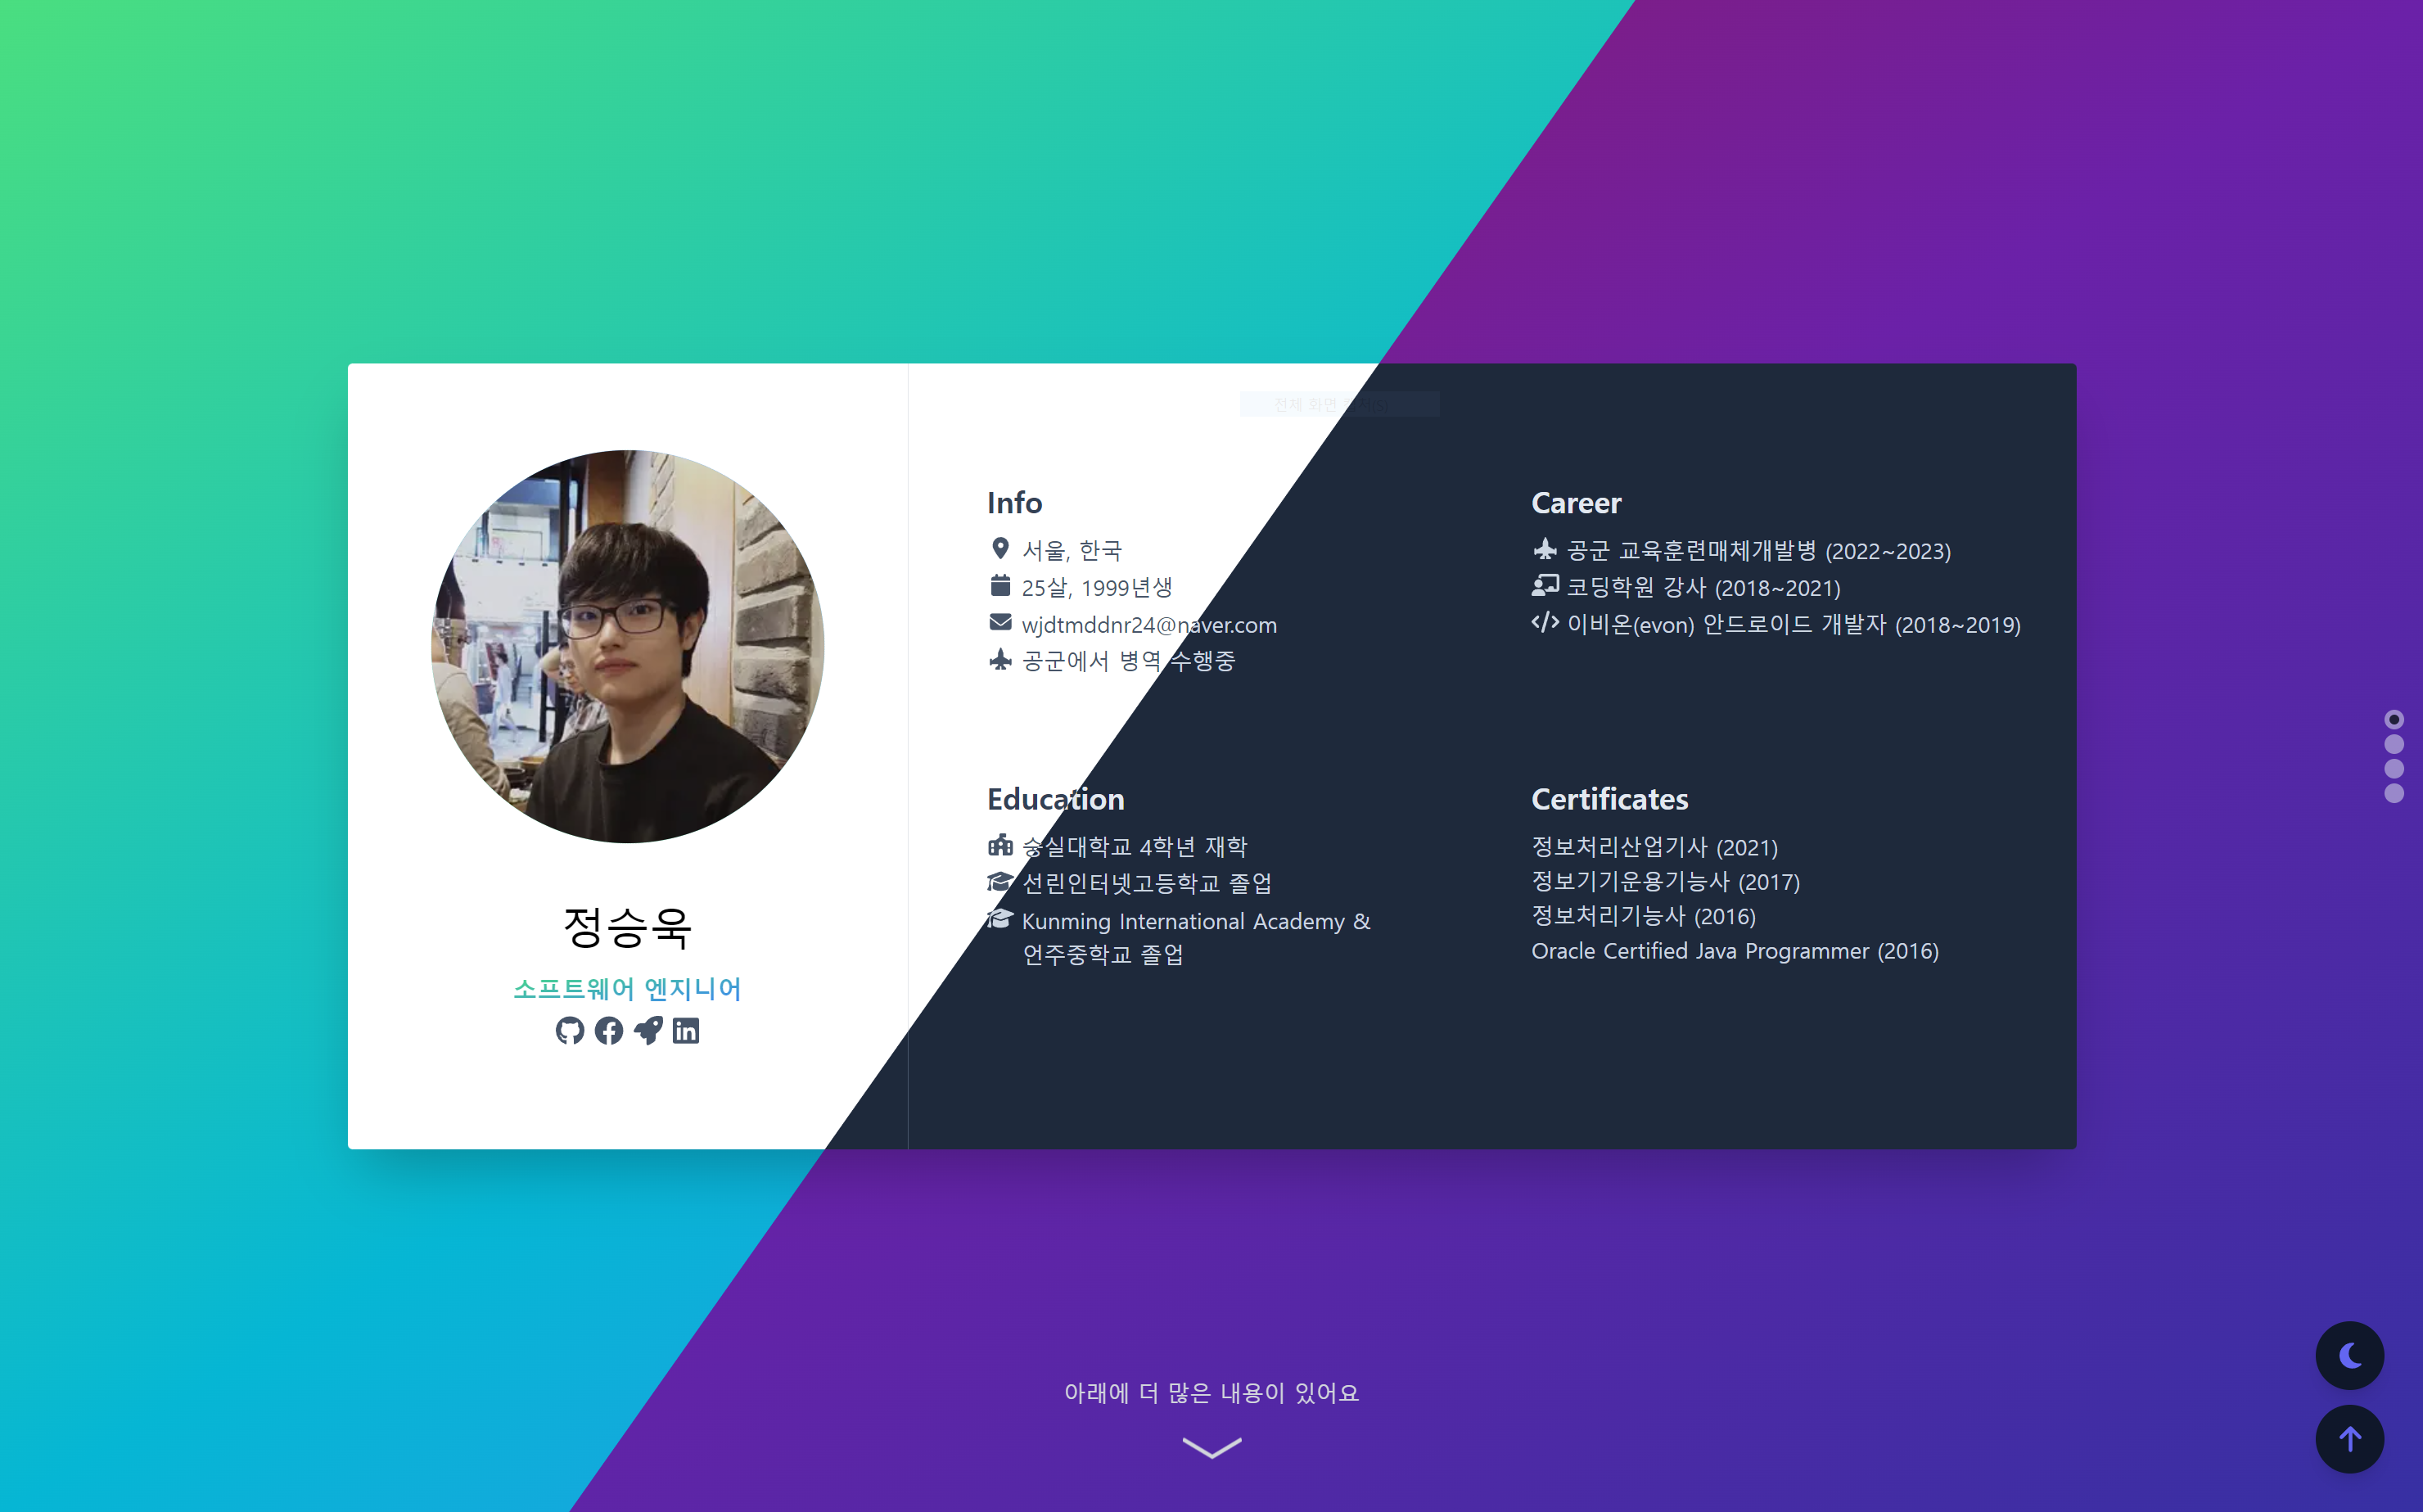 전체 화면
정승욱
소프트웨어 엔지니어
Info
서울, 한국
25살, 1999년생
wjdtmddnr24@naver.com
공군에서 병역 수행중
Career
공군 교육훈련매체개발병 (2022~2023)
코딩학원 강사 (2018~2021)
이비온(evon) 안드로이드 개발자 (2018~2019)
Education
숭실대학교 4학년 재학
선린인터넷고등학교 졸업
Kunming International Academy &
언주중학교 졸업
Certificates
정보처리산업기사 (2021)
정보기기운용기능사 (2017)
정보처리기능사 (2016)
Oracle Certified Java Programmer (2016)
아래에 더 많은 내용이 있어요